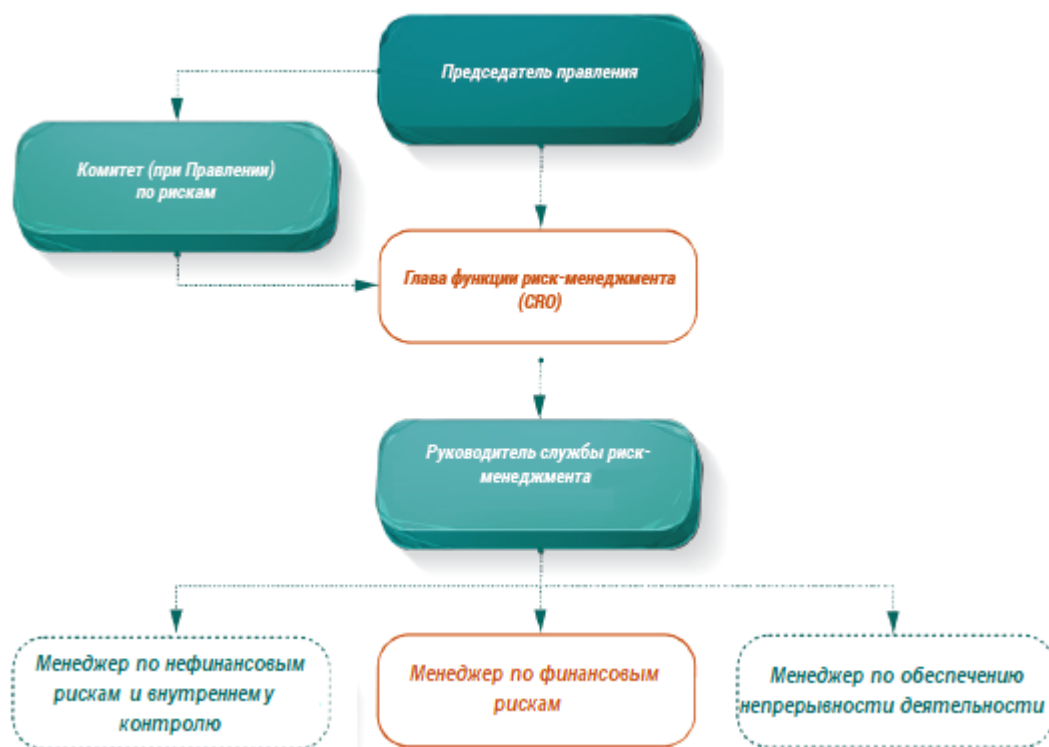 Председатель правления
Комитет (при Правлении)
по рискам
Глава функции риск-менеджмента
(CRO)
Руководитель службы риск-
менеджмента
Менеджер по нефинансовым
рискам и внутреннему
контролю
Менеджер по финансовым
рискам
Менеджер по обеспечению
непрерывности деятельности